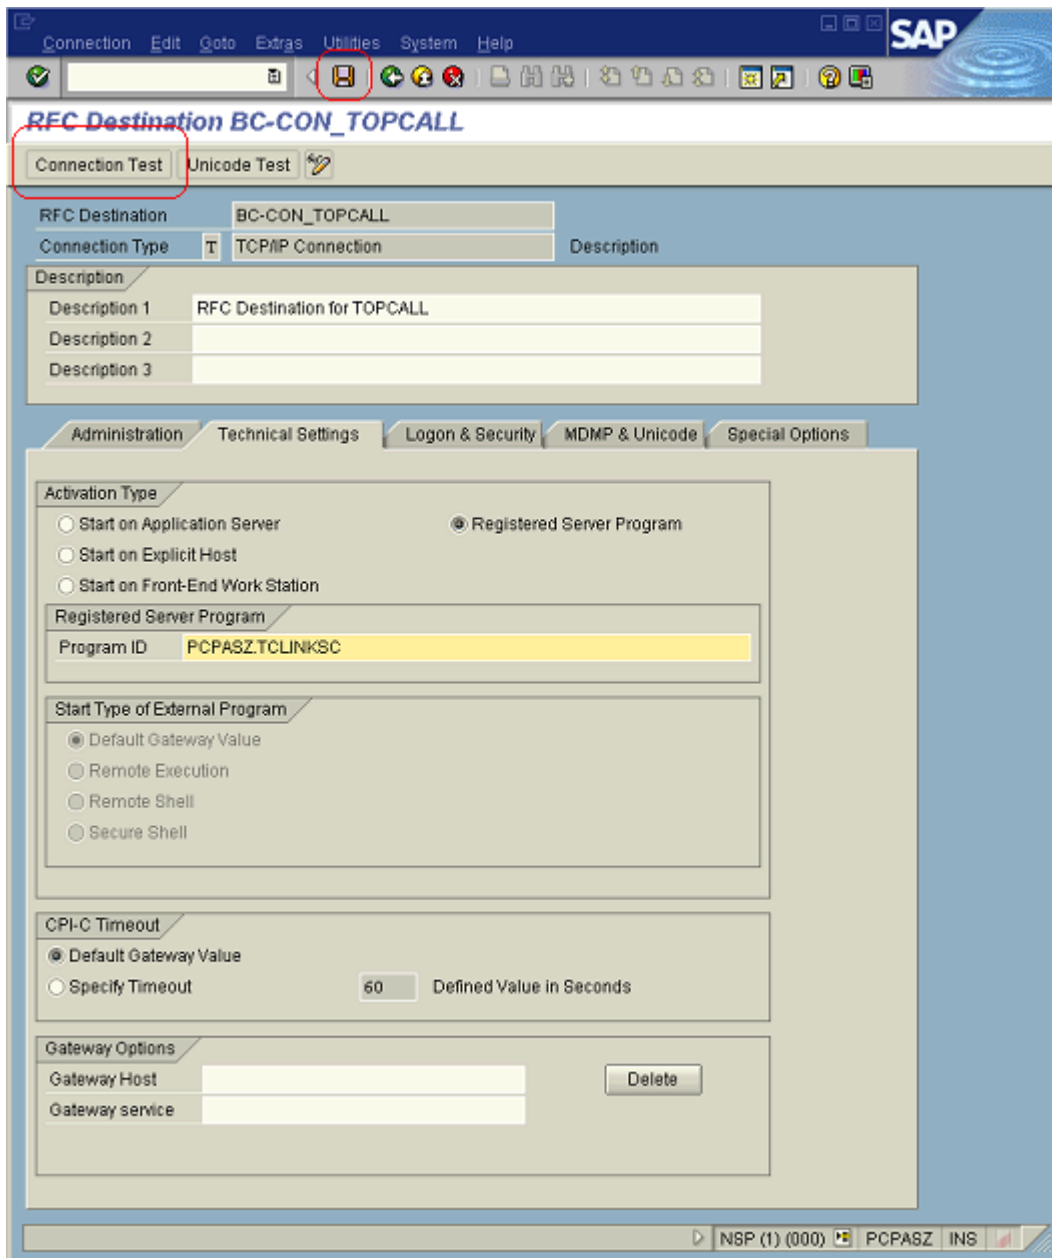 Connection Edit Goto Extras Utilities System Help
SAP
RFC Destination BC-CON_TOPCALL
Connection Test Unicode Test
RFC Destination BC-CON_TOPCALL
Connection Type T TCP/IP Connection Description
Description
Description 1 RFC Destination for TOPCALL
Description 2
Description 3
Administration Technical Settings Logon & Security MDMP & Unicode Special Options
Activation Type
Start on Application Server Registered Server Program
Start on Explicit Host
Start on Front-End Work Station
Registered Server Program
Program ID PCPASZ.TCLINKSC
Start Type of External Program
Default Gateway Value
Remote Execution
Remote Shell
Secure Shell
CPI-C Timeout
Default Gateway Value
Specify Timeout 60 Defined Value in Seconds
Gateway Options
Gateway Host Delete
Gateway service
NSP (1) (000) PCPASZ INS